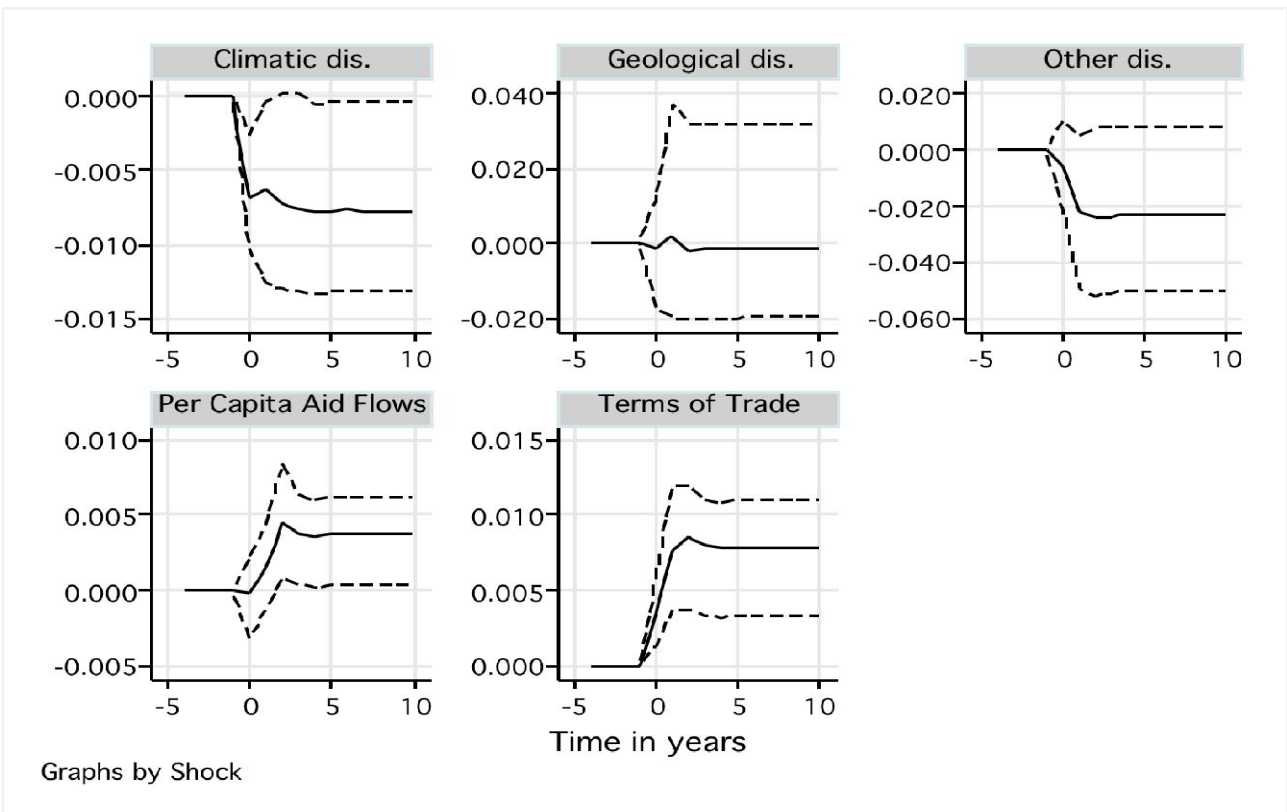 Climatic dis. Geological dis. Other dis.
0.000 0.040 0.020
-0.005 0.020 0.000
-0.010 0.000 -0.020
-0.015 -0.020 -0.040
-0.060
-5 0 5 10 -5 0 5 10 -5 0 5 10
Per Capita Aid Flows Terms of Trade
0.010 0.015
0.005 0.010
0.000 0.005
-0.005 0.000
-5 0 5 10 -5 0 5 10
Time in years
Graphs by Shock